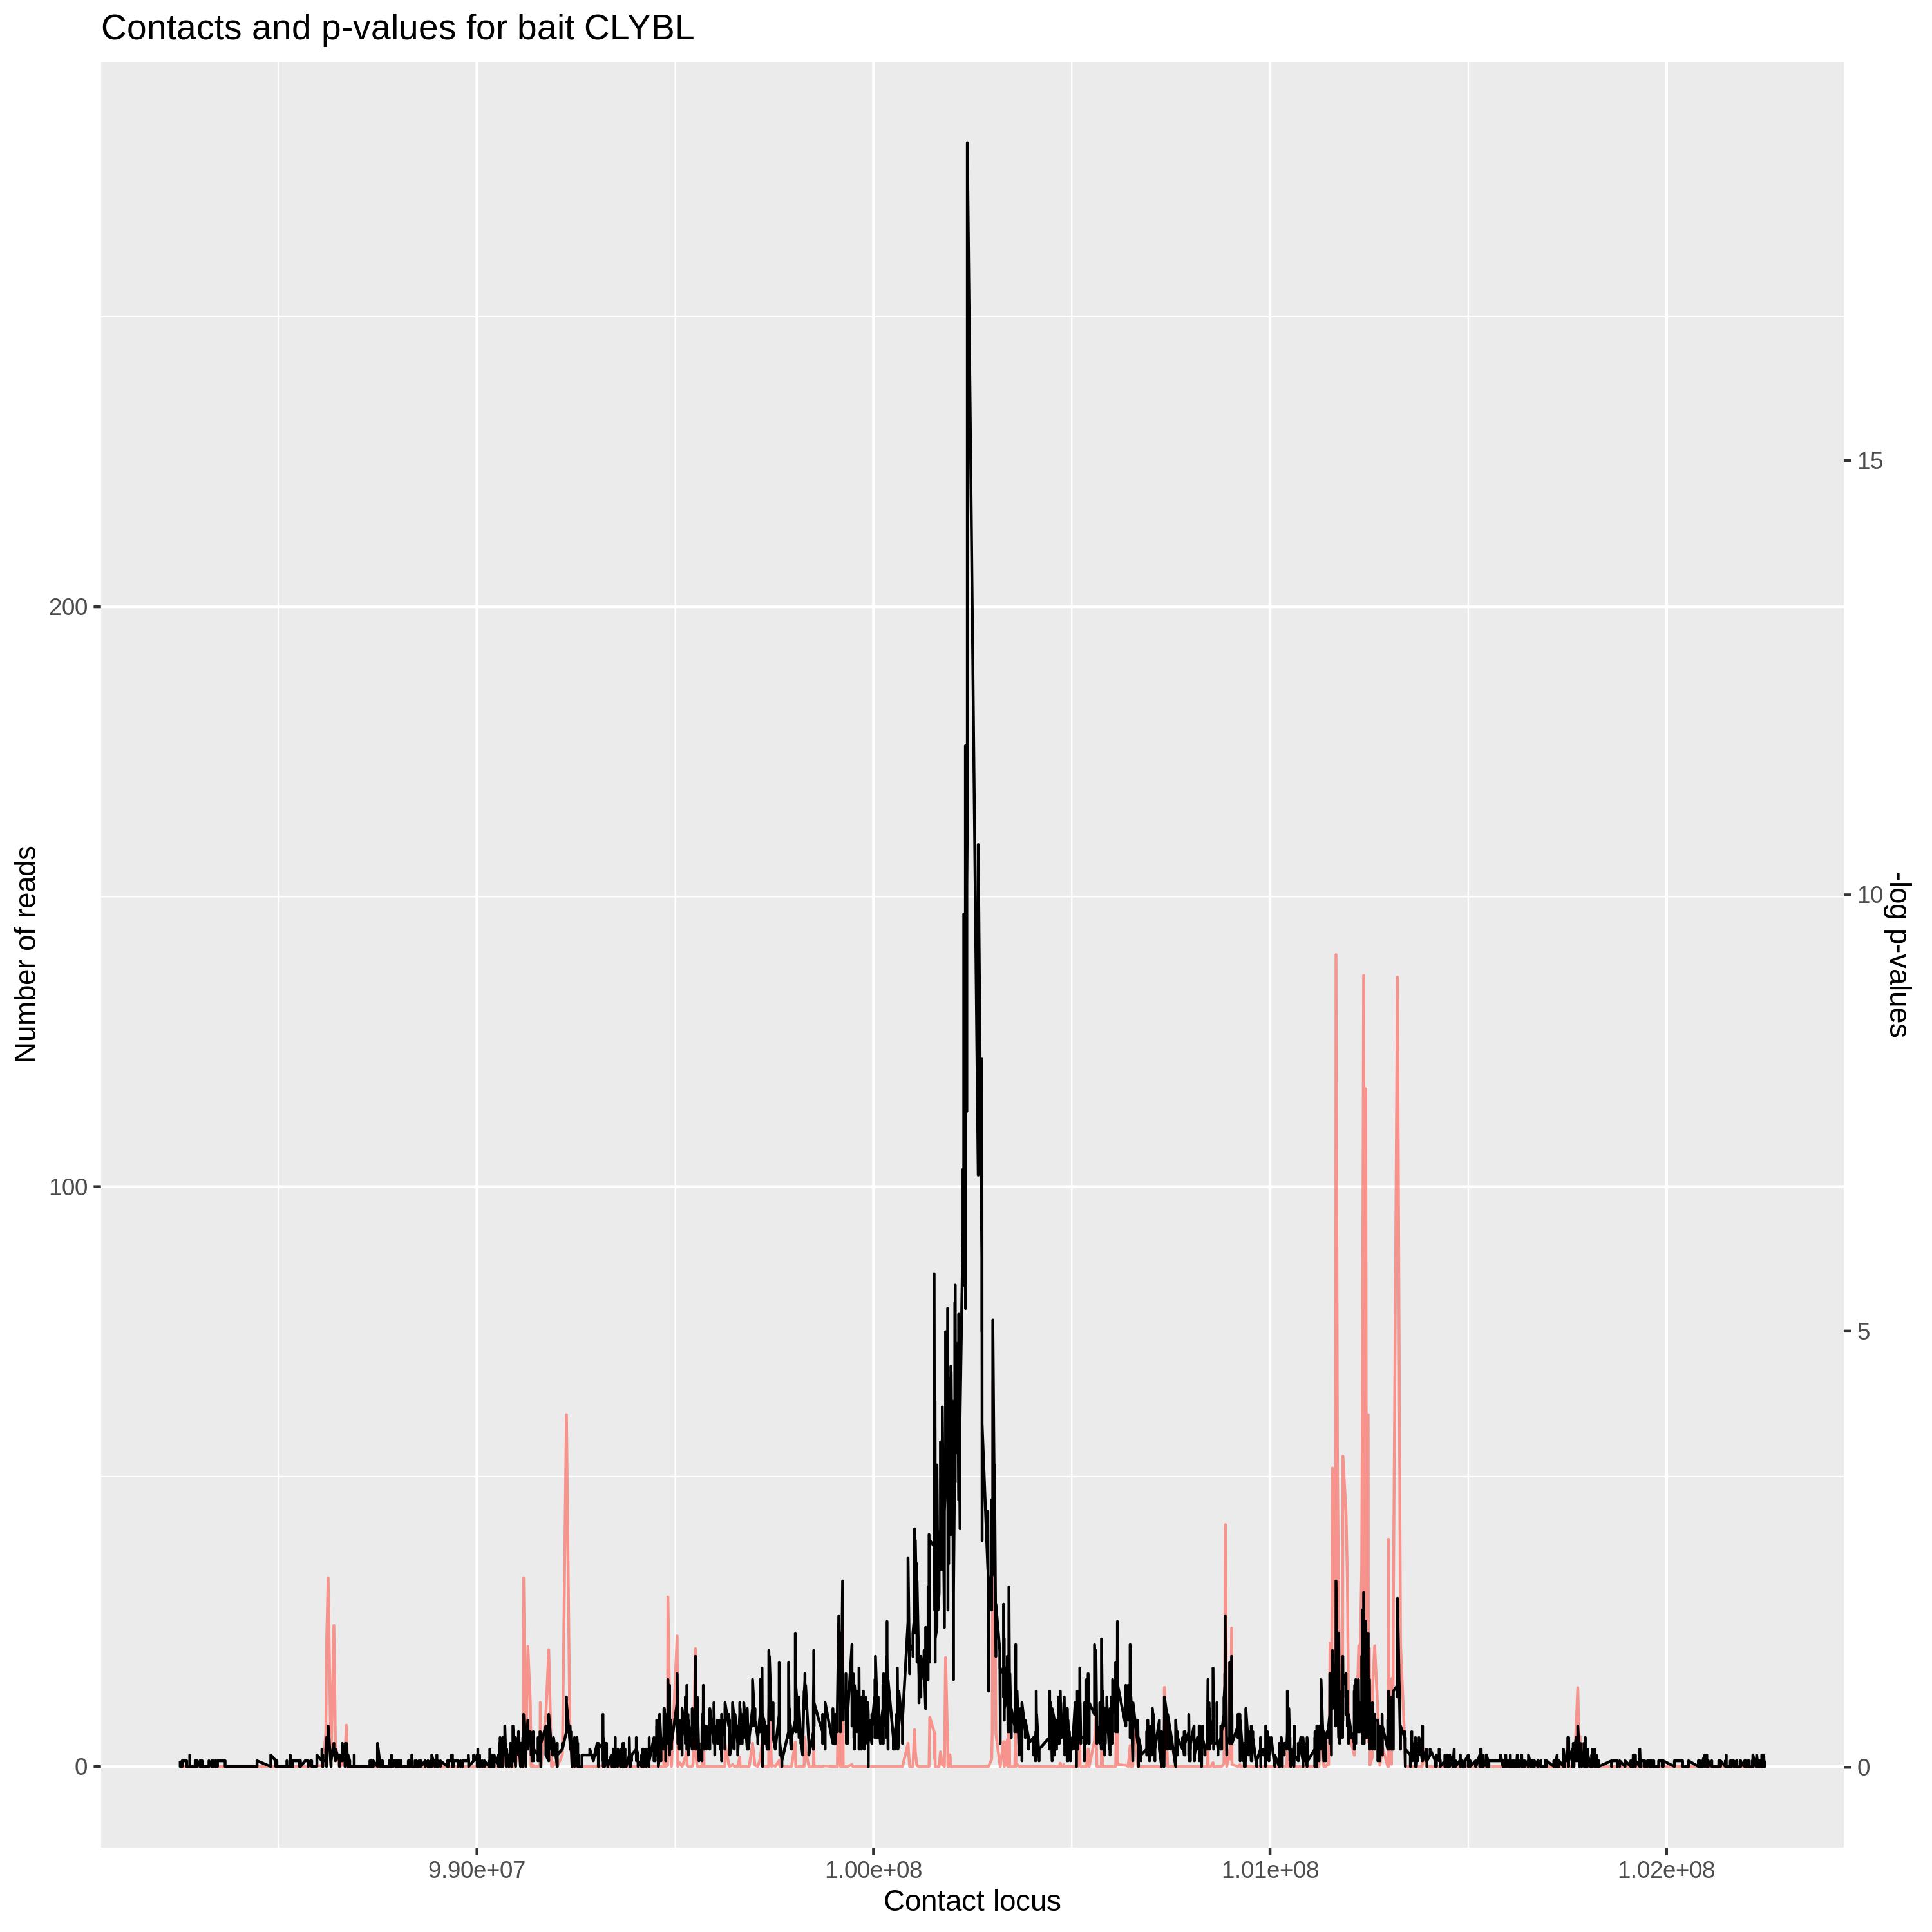 Contacts and p-values for bait CLYBL
Number of reads
200
100
0
15
10
5
0
-log p-values
9.90e+07
1.00e+08
1.01e+08
1.02e+08
Contact locus